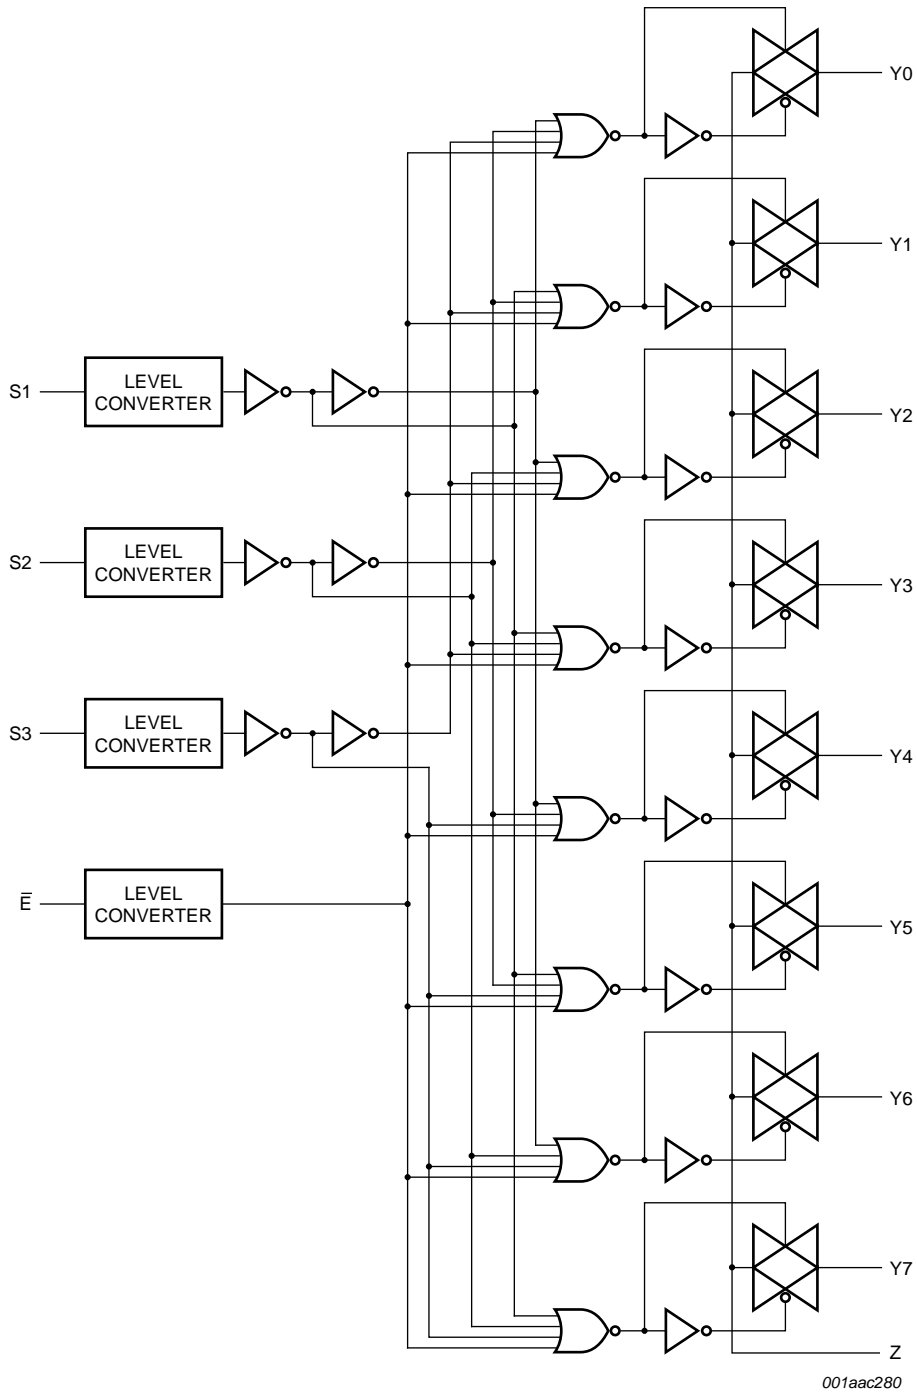 Y0
Y1
S1
LEVEL
CONVERTER
Y2
S2
LEVEL
CONVERTER
Y3
S3
LEVEL
CONVERTER
Y4
E̅
LEVEL
CONVERTER
Y5
Y6
Y7
Z
001aac280